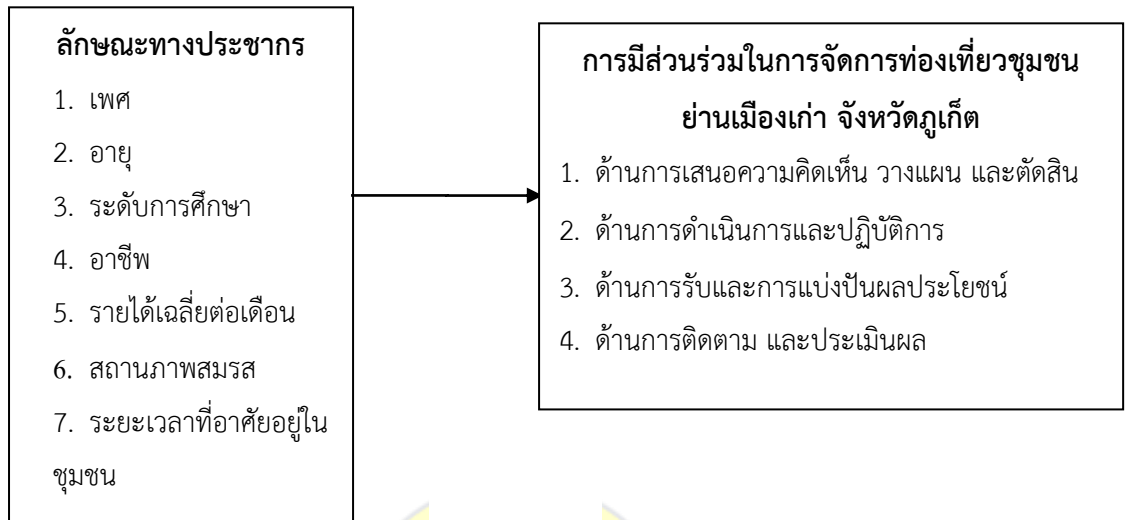 ลักษณะทางประชากร
1. เพศ
2. อายุ
3. ระดับการศึกษา
4. อาชีพ
5. รายได้เฉลี่ยต่อเดือน
6. สถานภาพสมรส
7. ระยะเวลาที่อาศัยอยู่ใน
ชุมชน
การมีส่วนร่วมในการจัดการท่องเที่ยวชุมชน
ย่านเมืองเก่า จังหวัดภูเก็ต
1. ด้านการเสนอความคิดเห็น วางแผน และตัดสิน
2. ด้านการดำเนินการและปฏิบัติการ
3. ด้านการรับและการแบ่งปันผลประโยชน์
4. ด้านการติดตาม และประเมินผล